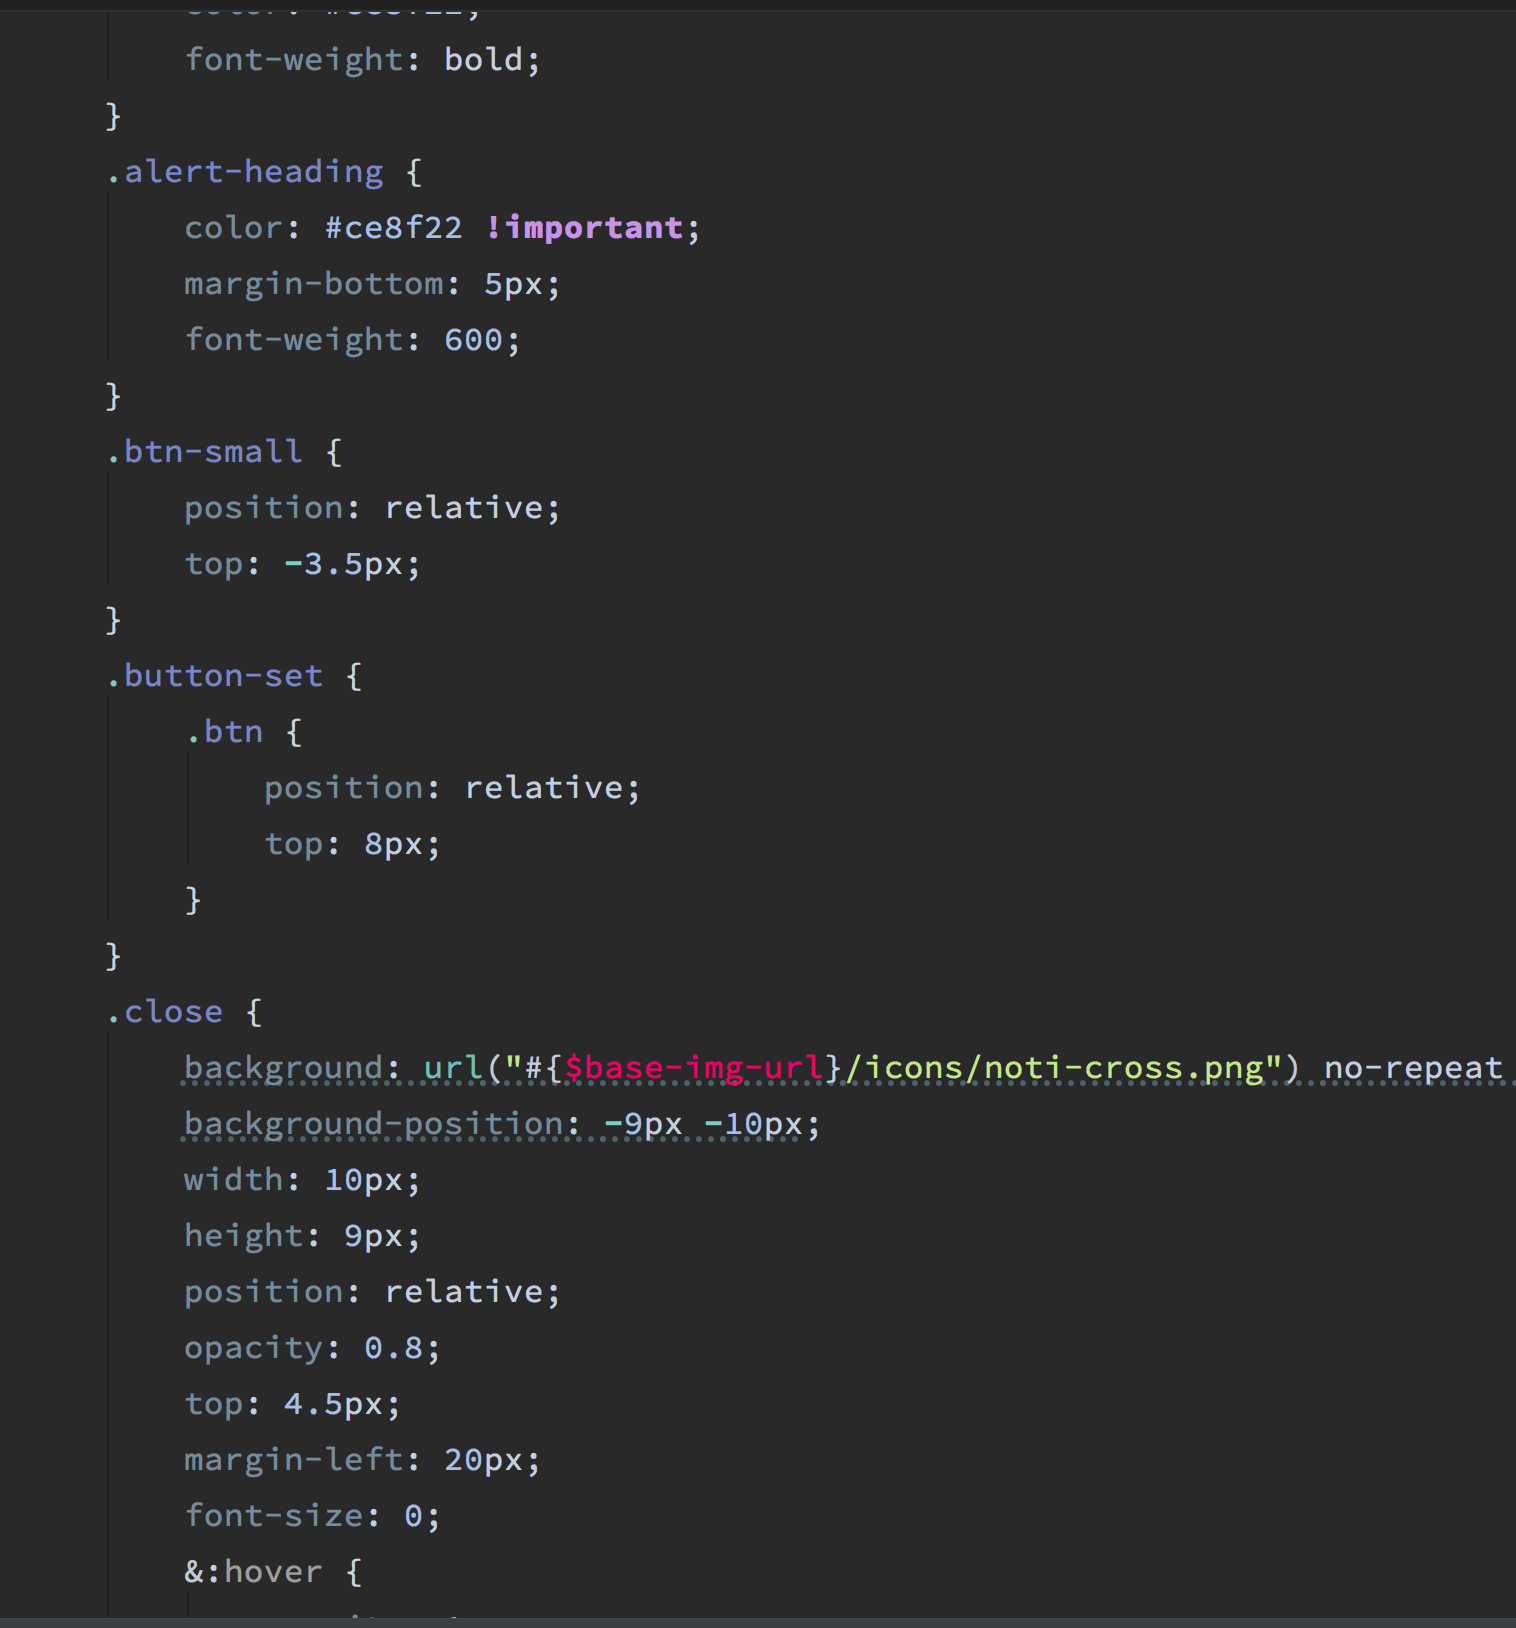 font-weight: bold;
}
.alert-heading {
color: #ce8f22 !important;
margin-bottom: 5px;
font-weight: 600;
}
.btn-small {
position: relative;
top: -3.5px;
}
.button-set {
.btn {
position: relative;
top: 8px;
}
}
.close {
background: url("#{$base-img-url}/icons/noti-cross.png") no-repeat
background-position: -9px -10px;
width: 10px;
height: 9px;
position: relative;
opacity: 0.8;
top: 4.5px;
margin-left: 20px;
font-size: 0;
&:hover {